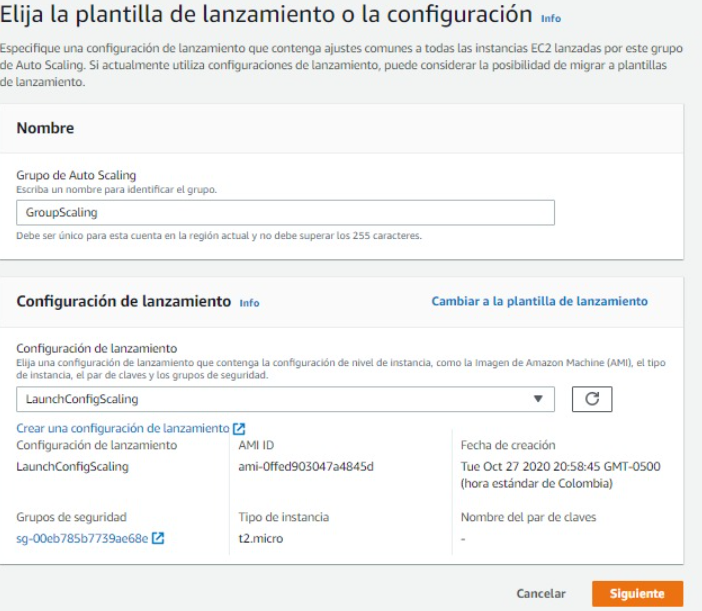 Elija la plantilla de lanzamiento o la configuración Info
Especifique una configuración de lanzamiento que contenga ajustes comunes a todas las instancias EC2 lanzadas por este grupo
de Auto Scaling. Si actualmente utiliza configuraciones de lanzamiento, puede considerar la posibilidad de migrar a plantillas
de lanzamiento.
Nombre
Grupo de Auto Scaling
Escriba un nombre para identificar el grupo.
GroupScaling
Debe ser único para esta cuenta en la región actual y no debe superar los 255 caracteres.
Configuración de lanzamiento Info
Cambiar a la plantilla de lanzamiento
Configuración de lanzamiento
Elija una configuración de lanzamiento que contenga la configuración de nivel de instancia, como la Imagen de Amazon Machine (AMI), el tipo
de instancia, el par de claves y los grupos de seguridad.
LaunchConfigScaling
Crear una configuración de lanzamiento
Configuración de lanzamiento
LaunchConfigScaling
AMI ID
ami-0ffed903047a4845d
Fecha de creación
Tue Oct 27 2020 20:58:45 GMT-0500
(hora estándar de Colombia)
Grupos de seguridad
sg-00eb785b7739ae68e
Tipo de instancia
t2.micro
Nombre del par de claves
-
Cancelar
Siguiente